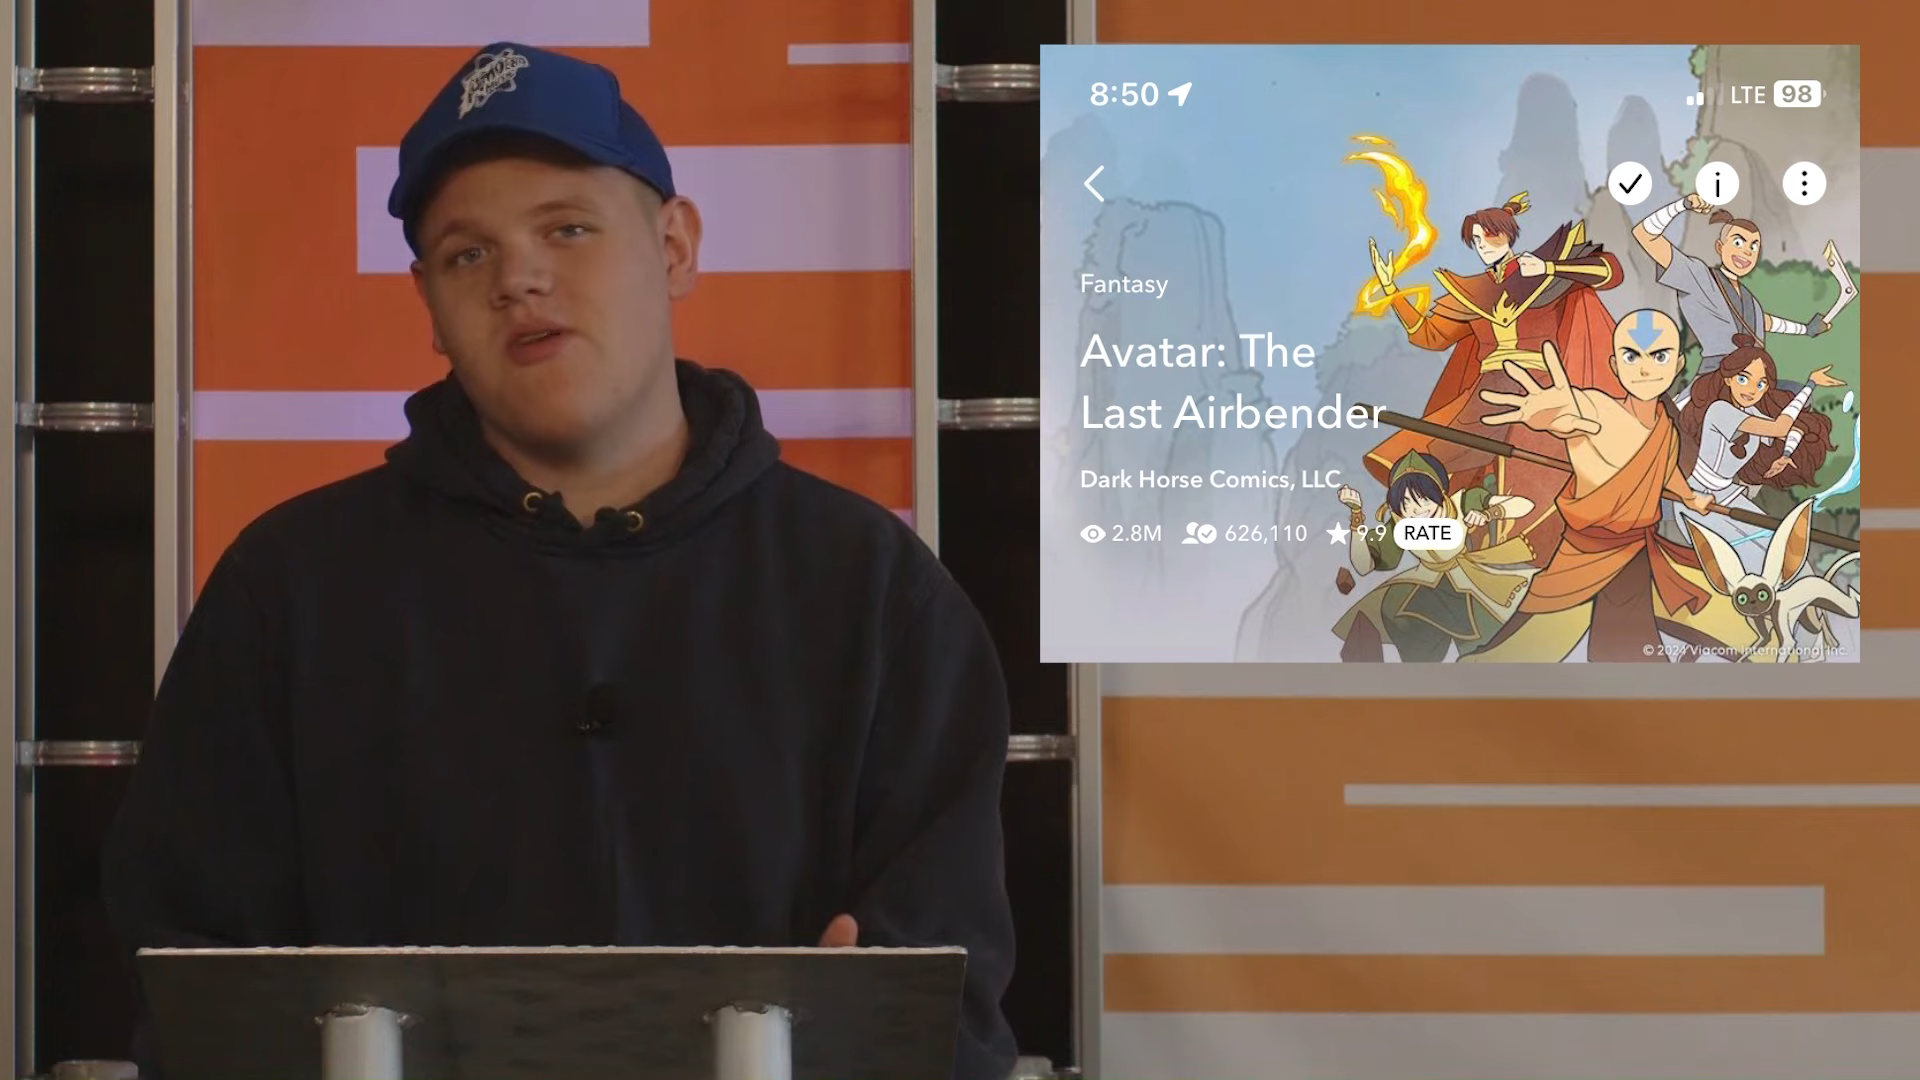 8:50
LTE 98
Fantasy
Avatar: The
Last Airbender
Dark Horse Comics, LLC
2.8M 626,110 9.9 RATE
© 2024 Viacom International, Inc.